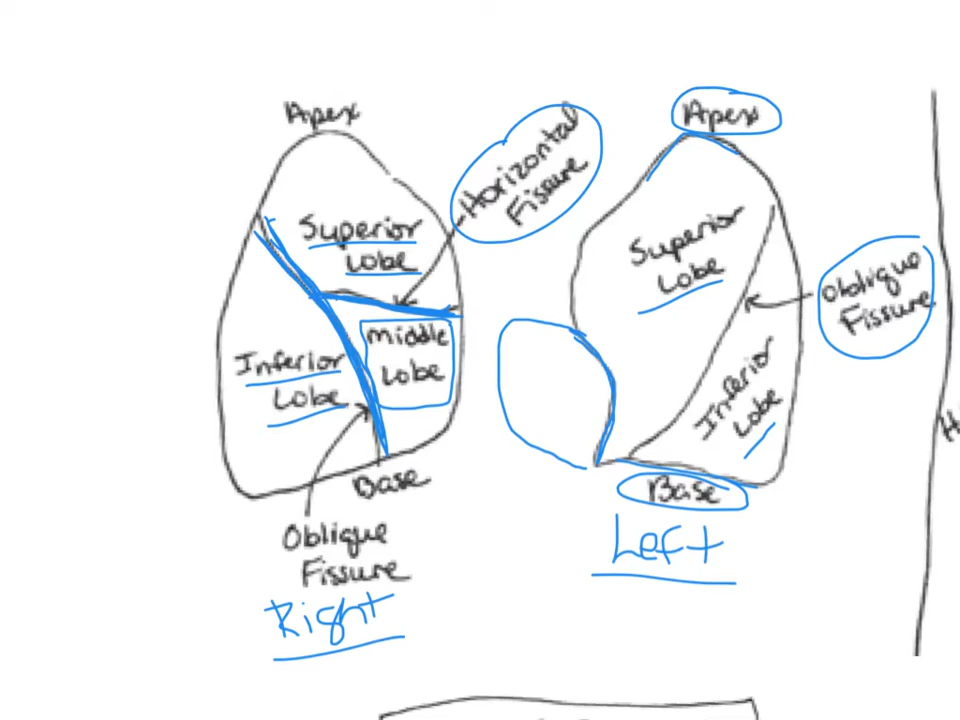 Apex
Superior
Lobe
Horizontal
Fissure
middle
Lobe
Inferior
Lobe
Base
Oblique
Fissure
Right
Apex
Superior
Lobe
Oblique
Fissure
Inferior
Lobe
Base
Left